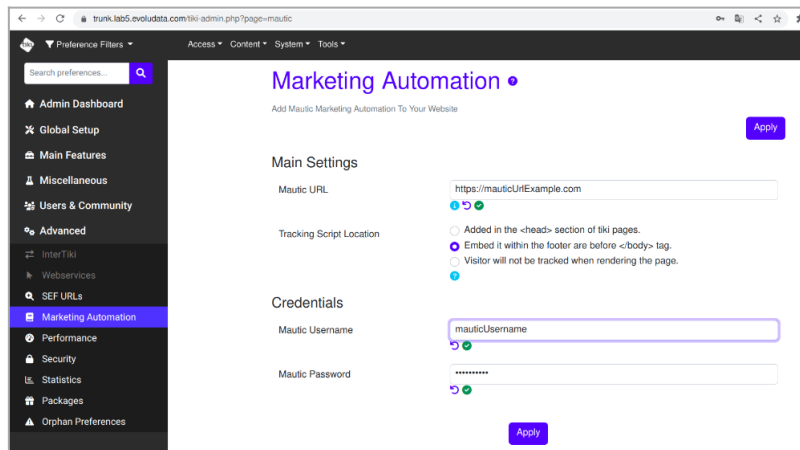 trunk.lab5.evoludata.com/tiki-admin.php?page=mautic
tiki Preference Filters Access Content System Tools
Search preferences...
Admin Dashboard
Global Setup
Main Features
Miscellaneous
Users & Community
Advanced
InterTiki
Webservices
SEF URLs
Marketing Automation
Performance
Security
Statistics
Packages
Orphan Preferences
Marketing Automation ?
Add Mautic Marketing Automation To Your Website
Apply
Main Settings
Mautic URL https://mauticUrlExample.com
Tracking Script Location Added in the <head> section of tiki pages.
Embed it within the footer are before </body> tag.
Visitor will not be tracked when rendering the page.
Credentials
Mautic Username mauticUsername
Mautic Password ••••••••••
Apply